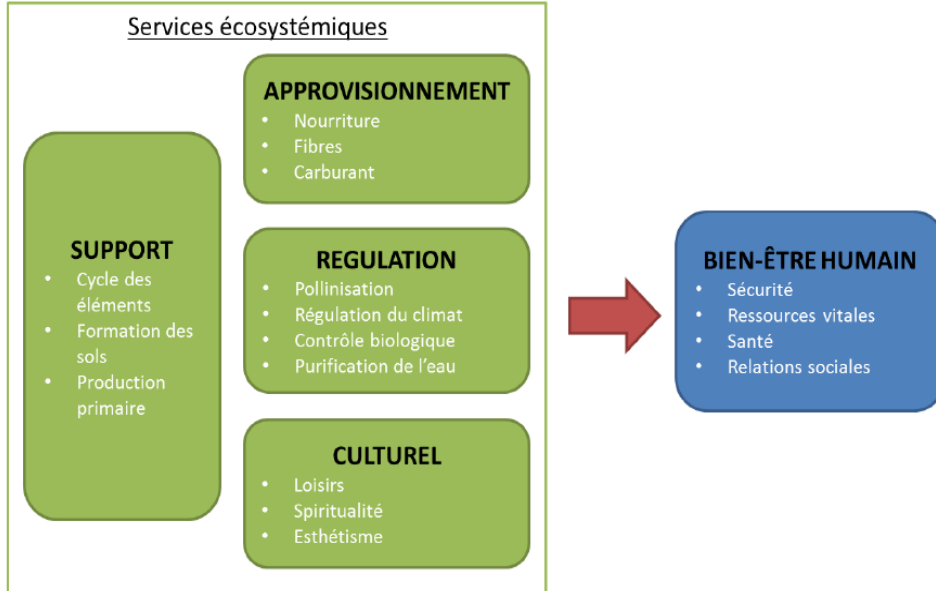 Services écosystémiques
SUPPORT
• Cycle des
éléments
• Formation des
sols
• Production
primaire
APPROVISIONNEMENT
• Nourriture
• Fibres
• Carburant
REGULATION
• Pollinisation
• Régulation du climat
• Contrôle biologique
• Purification de l'eau
CULTUREL
• Loisirs
• Spiritualité
• Esthétisme
BIEN-ÊTRE HUMAIN
• Sécurité
• Ressources vitales
• Santé
• Relations sociales